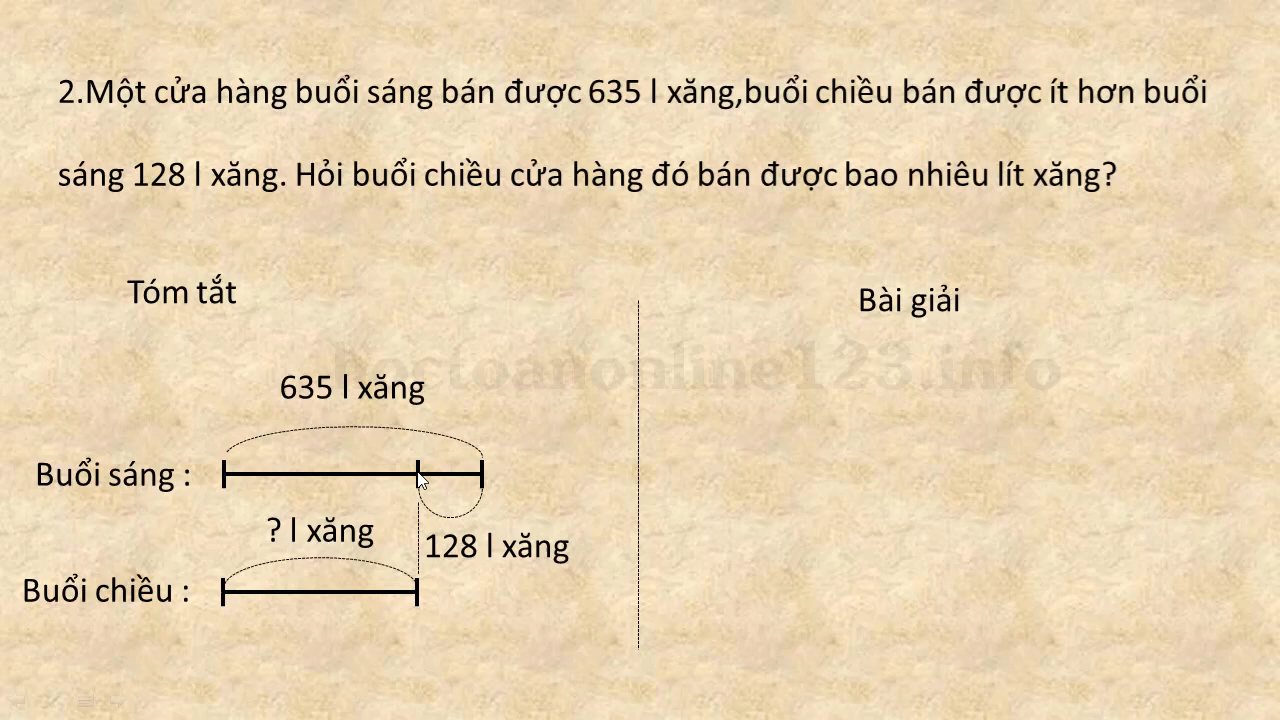 2.Một cửa hàng buổi sáng bán được 635 l xăng,buổi chiều bán được ít hơn buổi
sáng 128 l xăng. Hỏi buổi chiều cửa hàng đó bán được bao nhiêu lít xăng?
Tóm tắt
635 l xăng
Buổi sáng :
? l xăng
128 l xăng
Buổi chiều :
Bài giải
hoctoanonline123.info